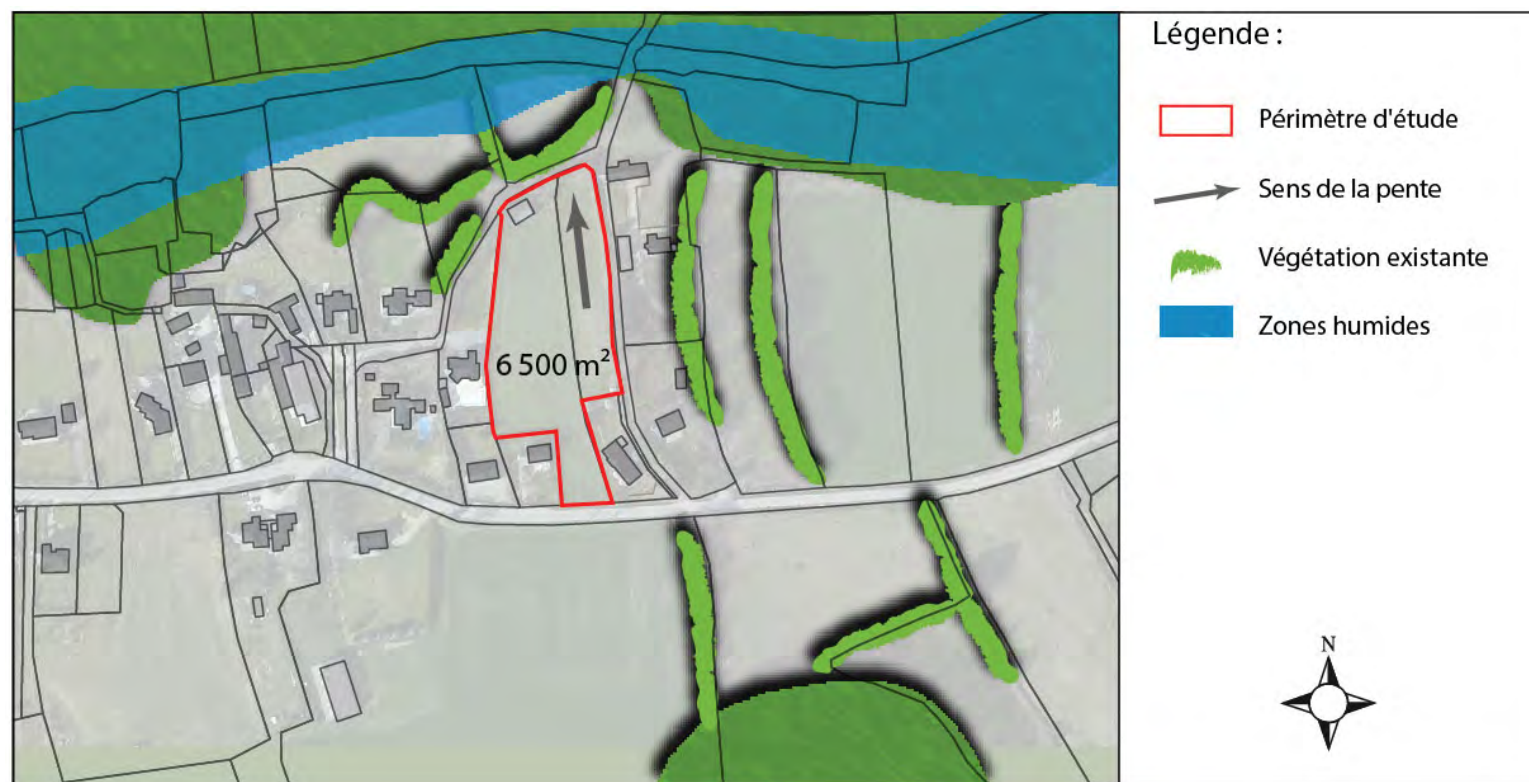 6 500 m²
Légende :
Périmètre d'étude
Sens de la pente
Végétation existante
Zones humides
N